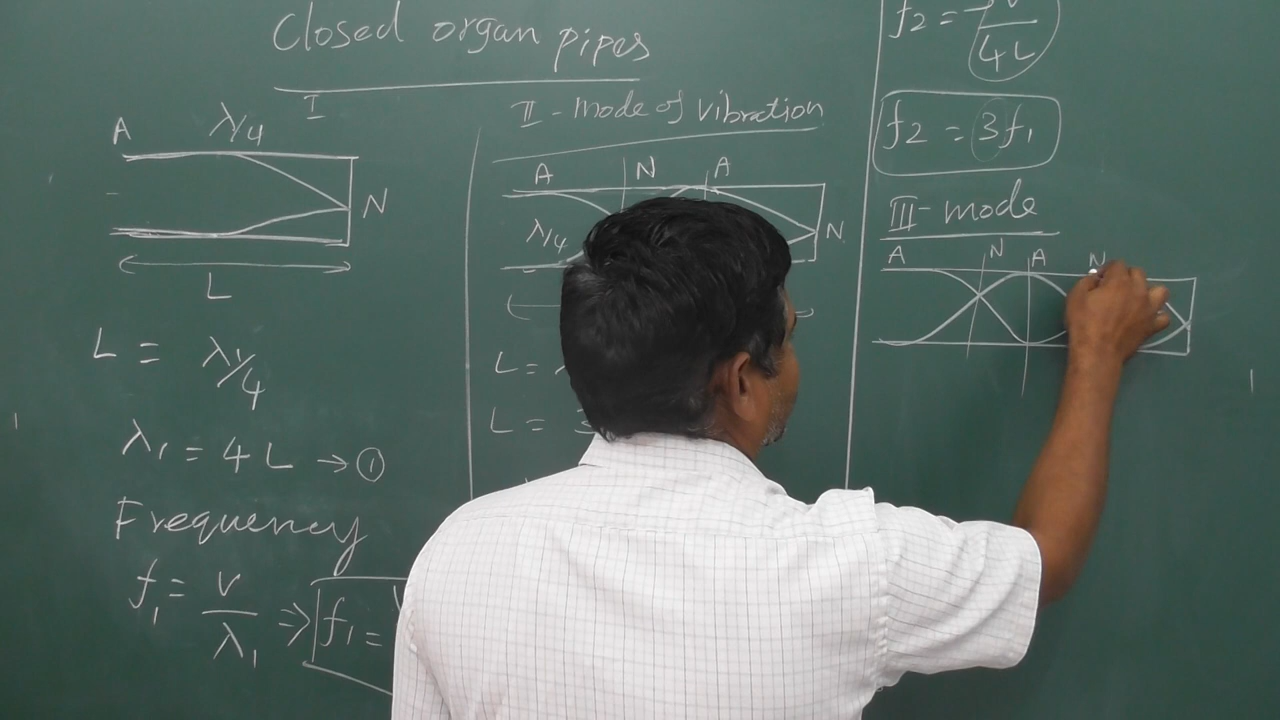 Closed organ pipes
I
A λ/4
N
L
L = λ₁/4
λ₁ = 4L → ①
Frequency
f₁ = v/λ₁ ⇒ f₁ =
II - mode of vibration
A N A
λ/4 N
L =
L =
f₂ = 3v/4L
f₂ = 3f₁
III - mode
A N A N